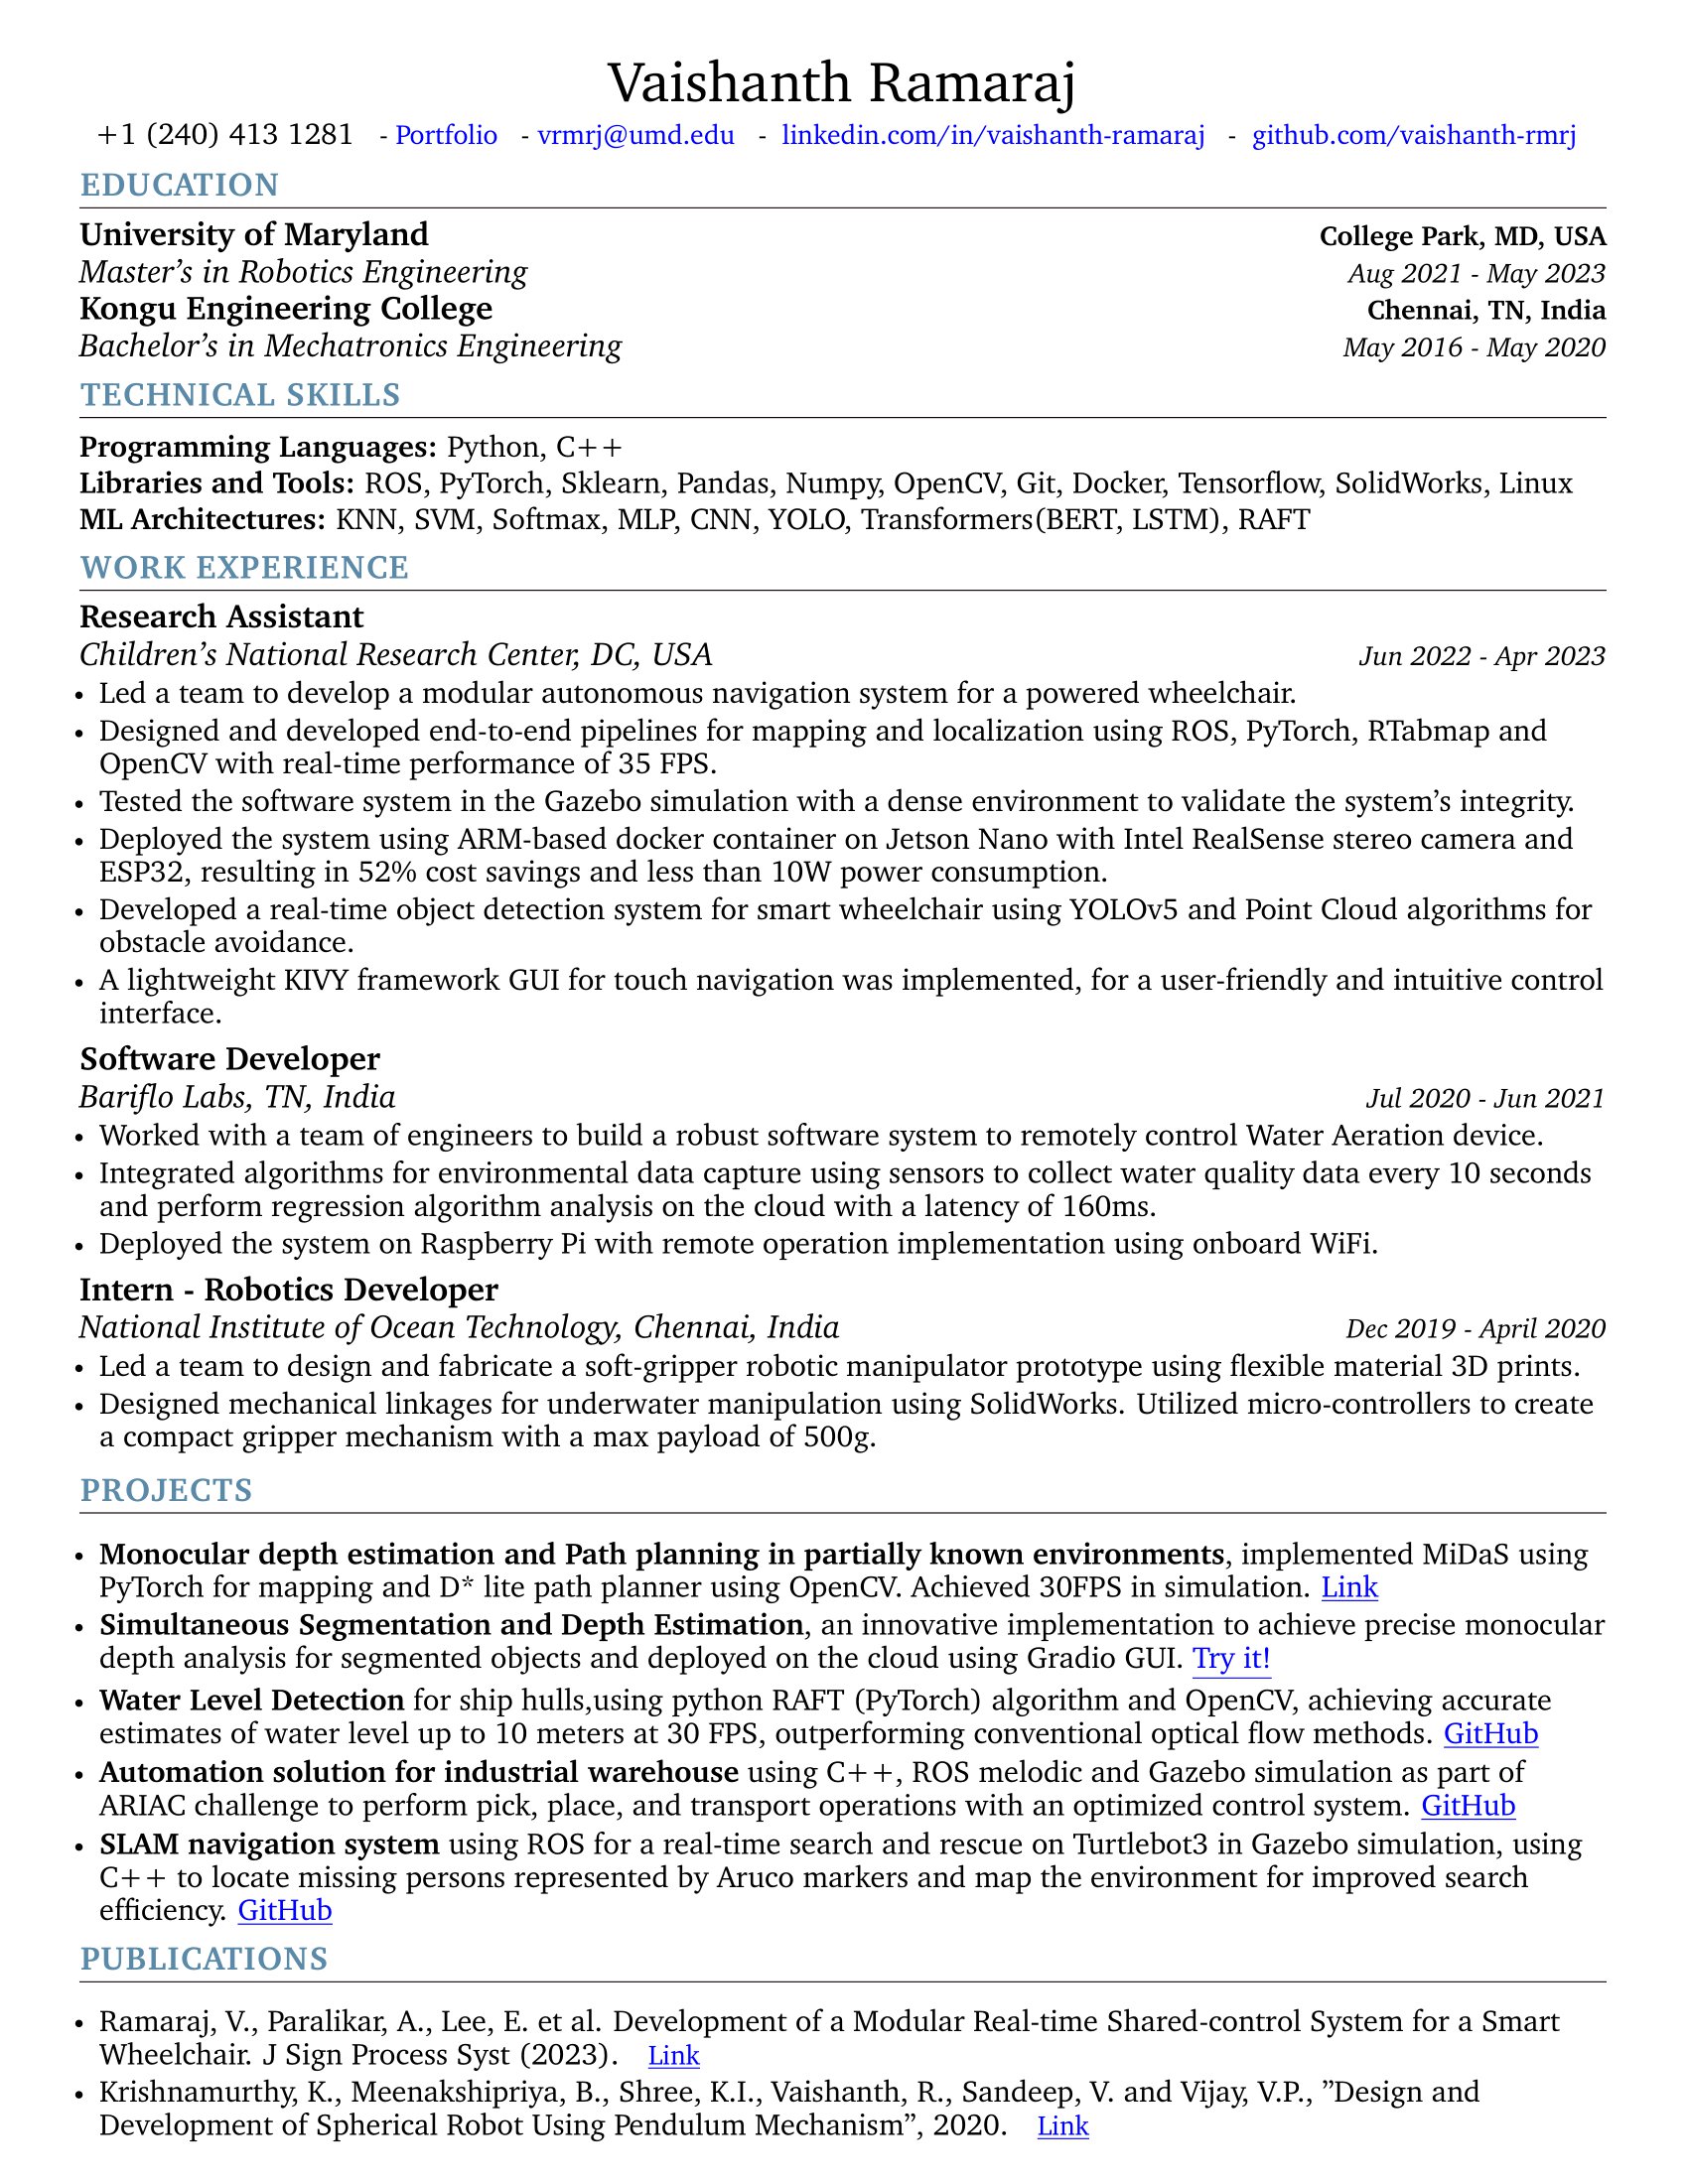 Vaishanth Ramaraj
+1 (240) 413 1281 - Portfolio - vrmrj@umd.edu - linkedin.com/in/vaishanth-ramaraj - github.com/vaishanth-rmrj
EDUCATION
University of Maryland College Park, MD, USA
Master's in Robotics Engineering Aug 2021 - May 2023
Kongu Engineering College Chennai, TN, India
Bachelor's in Mechatronics Engineering May 2016 - May 2020
TECHNICAL SKILLS
Programming Languages: Python, C++
Libraries and Tools: ROS, PyTorch, Sklearn, Pandas, Numpy, OpenCV, Git, Docker, Tensorflow, SolidWorks, Linux
ML Architectures: KNN, SVM, Softmax, MLP, CNN, YOLO, Transformers(BERT, LSTM), RAFT
WORK EXPERIENCE
Research Assistant
Children's National Research Center, DC, USA Jun 2022 - Apr 2023
• Led a team to develop a modular autonomous navigation system for a powered wheelchair.
• Designed and developed end-to-end pipelines for mapping and localization using ROS, PyTorch, RTabmap and
OpenCV with real-time performance of 35 FPS.
• Tested the software system in the Gazebo simulation with a dense environment to validate the system's integrity.
• Deployed the system using ARM-based docker container on Jetson Nano with Intel RealSense stereo camera and
ESP32, resulting in 52% cost savings and less than 10W power consumption.
• Developed a real-time object detection system for smart wheelchair using YOLOv5 and Point Cloud algorithms for
obstacle avoidance.
• A lightweight KIVY framework GUI for touch navigation was implemented, for a user-friendly and intuitive control
interface.
Software Developer
Bariflo Labs, TN, India Jul 2020 - Jun 2021
• Worked with a team of engineers to build a robust software system to remotely control Water Aeration device.
• Integrated algorithms for environmental data capture using sensors to collect water quality data every 10 seconds
and perform regression algorithm analysis on the cloud with a latency of 160ms.
• Deployed the system on Raspberry Pi with remote operation implementation using onboard WiFi.
Intern - Robotics Developer
National Institute of Ocean Technology, Chennai, India Dec 2019 - April 2020
• Led a team to design and fabricate a soft-gripper robotic manipulator prototype using flexible material 3D prints.
• Designed mechanical linkages for underwater manipulation using SolidWorks. Utilized micro-controllers to create
a compact gripper mechanism with a max payload of 500g.
PROJECTS
• Monocular depth estimation and Path planning in partially known environments, implemented MiDaS using
PyTorch for mapping and D* lite path planner using OpenCV. Achieved 30FPS in simulation. Link
• Simultaneous Segmentation and Depth Estimation, an innovative implementation to achieve precise monocular
depth analysis for segmented objects and deployed on the cloud using Gradio GUI. Try it!
• Water Level Detection for ship hulls,using python RAFT (PyTorch) algorithm and OpenCV, achieving accurate
estimates of water level up to 10 meters at 30 FPS, outperforming conventional optical flow methods. GitHub
• Automation solution for industrial warehouse using C++, ROS melodic and Gazebo simulation as part of
ARIAC challenge to perform pick, place, and transport operations with an optimized control system. GitHub
• SLAM navigation system using ROS for a real-time search and rescue on Turtlebot3 in Gazebo simulation, using
C++ to locate missing persons represented by Aruco markers and map the environment for improved search
efficiency. GitHub
PUBLICATIONS
• Ramaraj, V., Paralikar, A., Lee, E. et al. Development of a Modular Real-time Shared-control System for a Smart
Wheelchair. J Sign Process Syst (2023). Link
• Krishnamurthy, K., Meenakshipriya, B., Shree, K.I., Vaishanth, R., Sandeep, V. and Vijay, V.P., ”Design and
Development of Spherical Robot Using Pendulum Mechanism”, 2020. Link